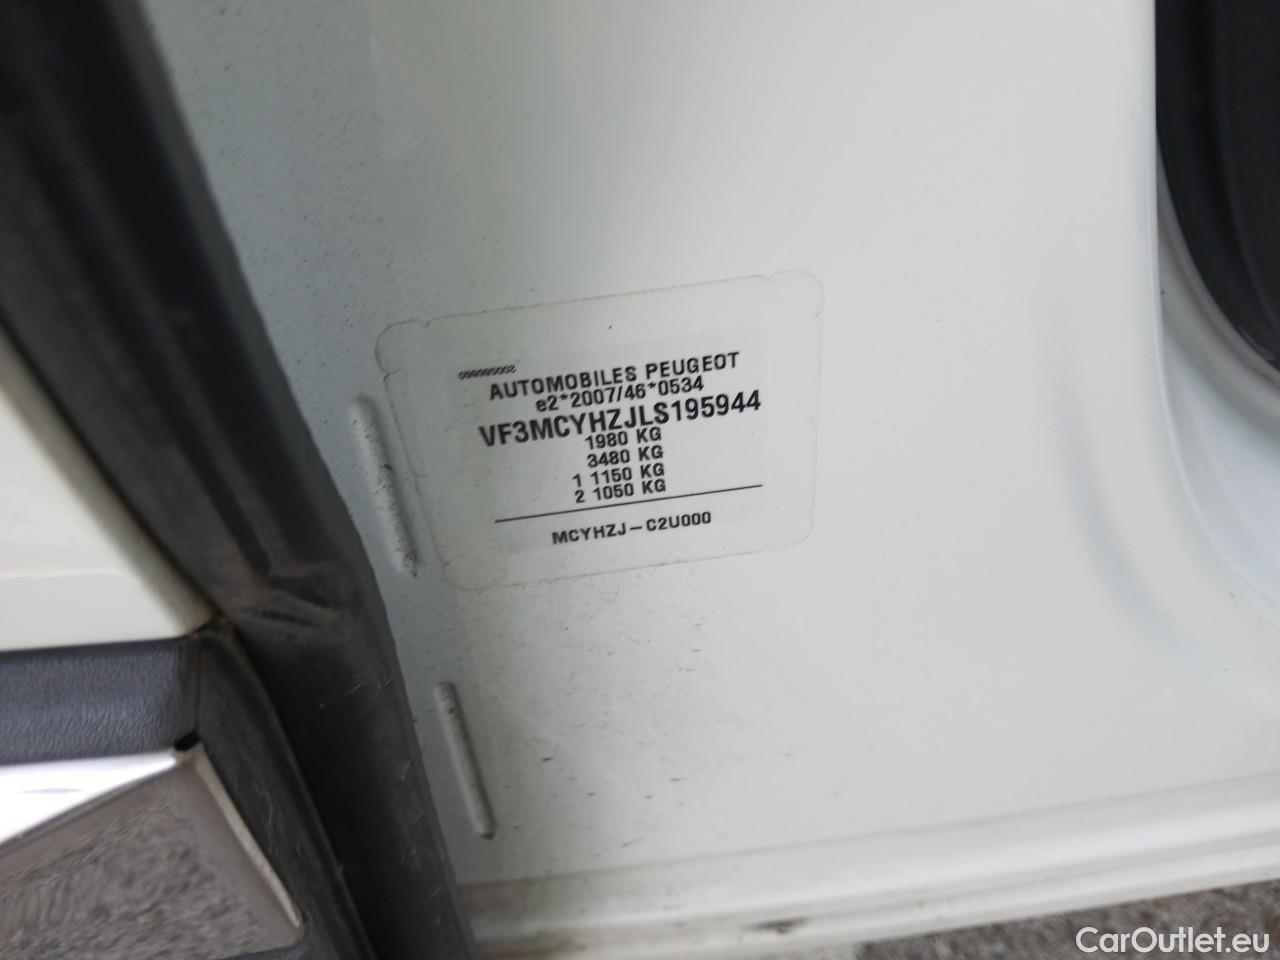 AUTOMOBILES PEUGEOT
e2*2007/46*0534
VF3MCYHZJLS195944
1980 KG
3480 KG
1 1150 KG
2 1050 KG
MCYHZJ-C2U000
CarOutlet.eu